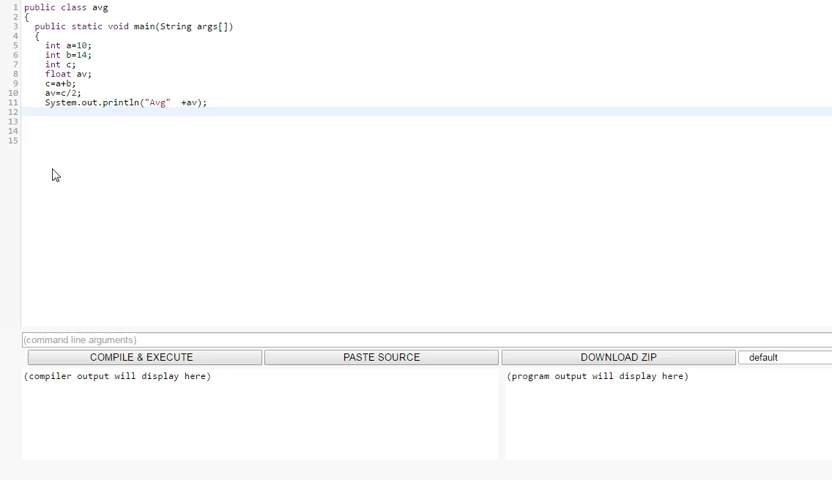 1 public class avg
2 {
3 public static void main(String args[])
4 {
5 int a=10;
6 int b=14;
7 int c;
8 float av;
9 c=a+b;
10 av=c/2;
11 System.out.println("Avg" +av);
12
13
14
15
(command line arguments)
COMPILE & EXECUTE PASTE SOURCE DOWNLOAD ZIP default
(compiler output will display here) (program output will display here)